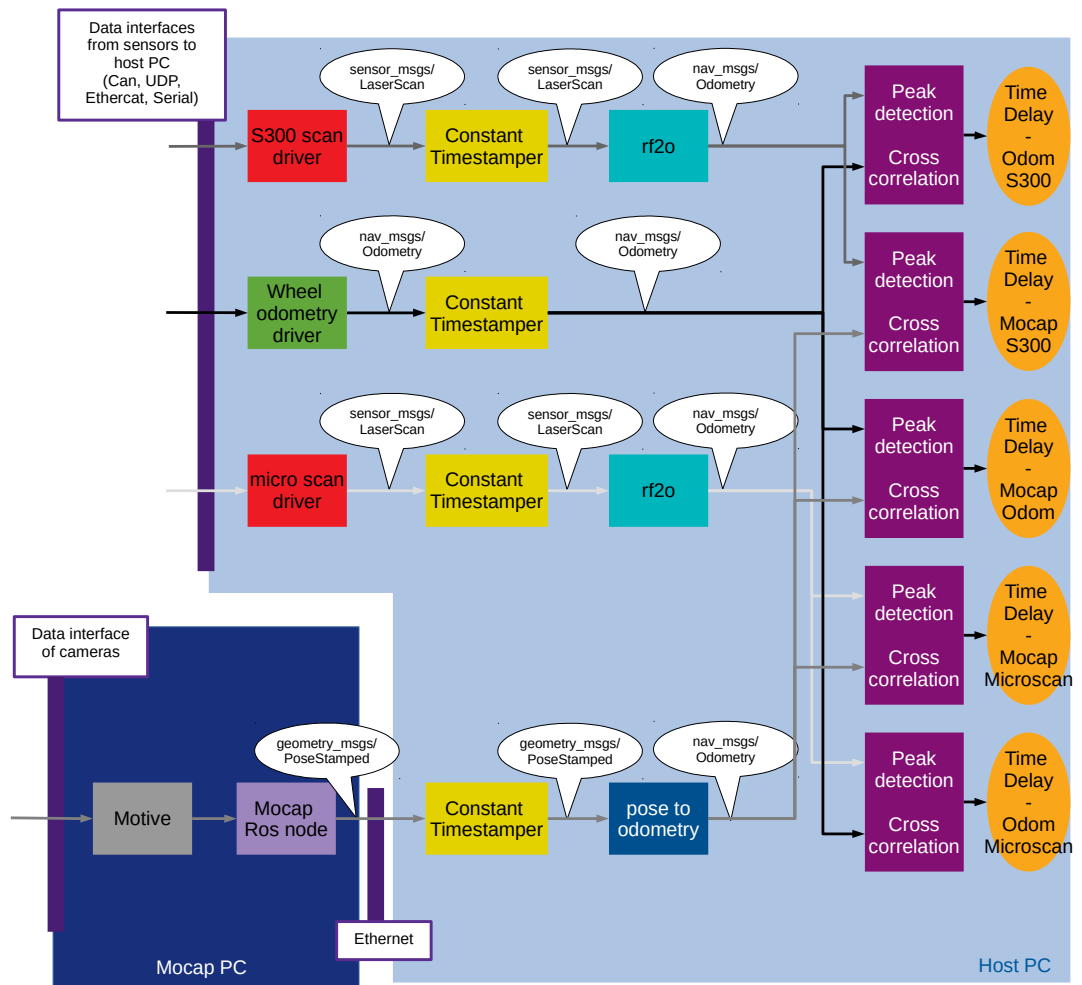 Data interfaces
from sensors to
host PC
(Can, UDP,
Ethercat, Serial)
sensor_msgs/
LaserScan
sensor_msgs/
LaserScan
nav_msgs/
Odometry
S300 scan
driver
Constant
Timestamper
rf2o
Peak
detection
Cross
correlation
Time
Delay
-
Odom
S300
nav_msgs/
Odometry
nav_msgs/
Odometry
Wheel
odometry
driver
Constant
Timestamper
Peak
detection
Cross
correlation
Time
Delay
-
Mocap
S300
sensor_msgs/
LaserScan
sensor_msgs/
LaserScan
nav_msgs/
Odometry
micro scan
driver
Constant
Timestamper
rf2o
Peak
detection
Cross
correlation
Time
Delay
-
Mocap
Odom
Peak
detection
Cross
correlation
Time
Delay
-
Mocap
Microscan
Data interface
of cameras
geometry_msgs/
PoseStamped
geometry_msgs/
PoseStamped
nav_msgs/
Odometry
Motive
Mocap
Ros node
Constant
Timestamper
pose to
odometry
Peak
detection
Cross
correlation
Time
Delay
-
Odom
Microscan
Ethernet
Mocap PC
Host PC